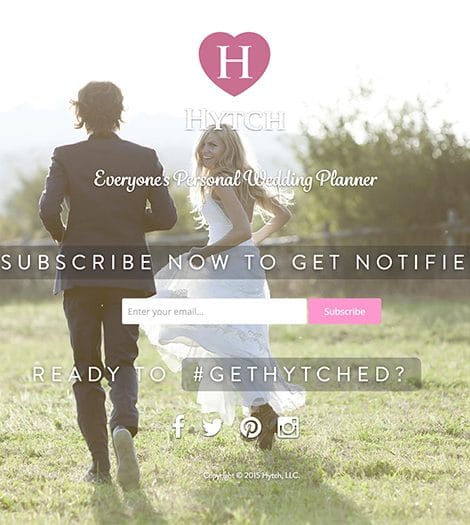 H
HYTCH
Everyone's Personal Wedding Planner
SUBSCRIBE NOW TO GET NOTIFIE
Enter your email...
Subscribe
READY TO #GETHYTCHED?
Copyright © 2015 Hytch, LLC.